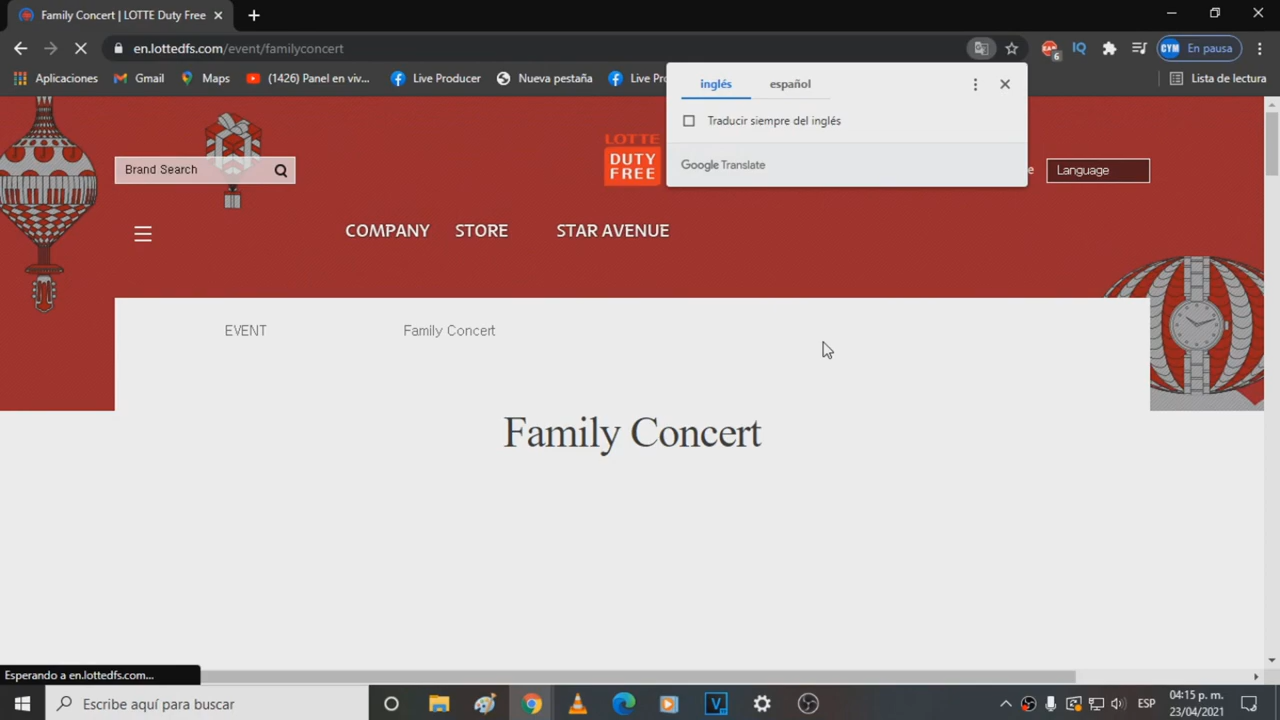 Family Concert | LOTTE Duty Free
en.lottedfs.com/event/familyconcert
6
CYM En pausa
Aplicaciones
Gmail
Maps
(1426) Panel en viv...
Live Producer
Nueva pestaña
Live Pro
Lista de lectura
inglés
español
Traducir siempre del inglés
Google Translate
Brand Search
LOTTE
DUTY
FREE
e
Language
COMPANY
STORE
STAR AVENUE
EVENT
Family Concert
Family Concert
Esperando a en.lottedfs.com...
Escribe aquí para buscar
ESP
04:15 p. m.
23/04/2021